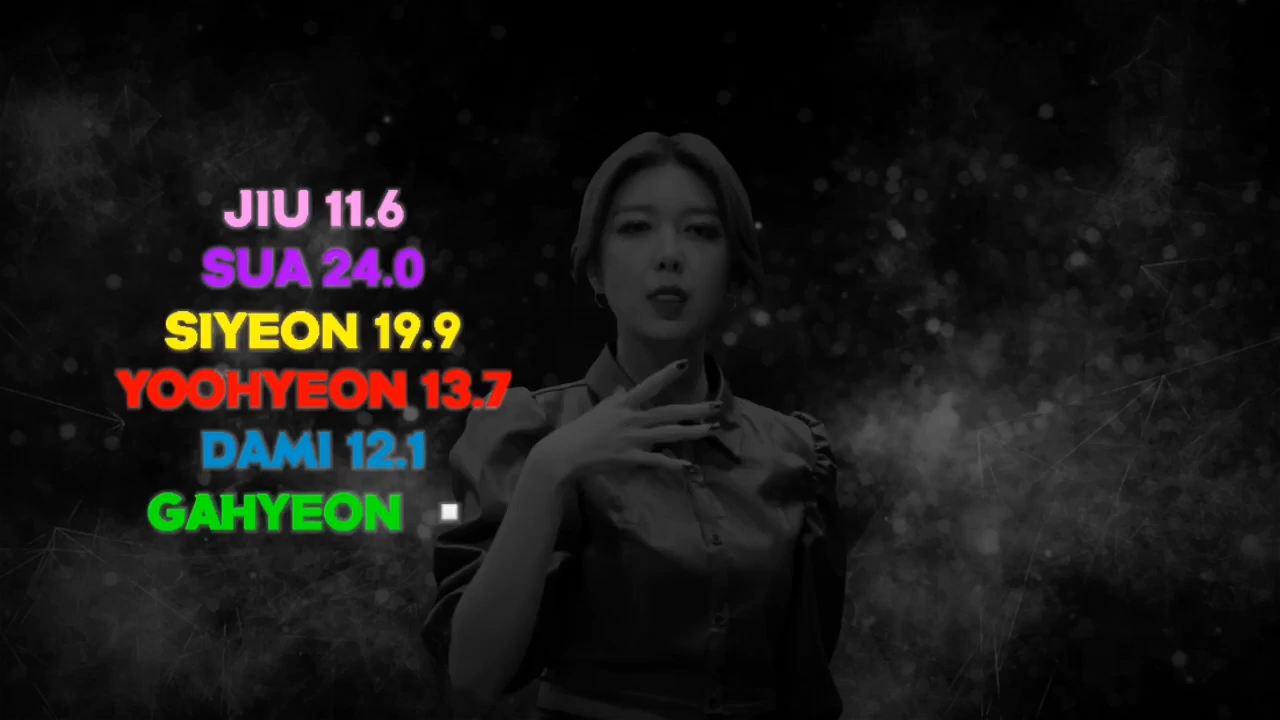 JIU 11.6
SUA 24.0
SIYEON 19.9
YOOHYEON 13.7
DAMI 12.1
GAHYEON